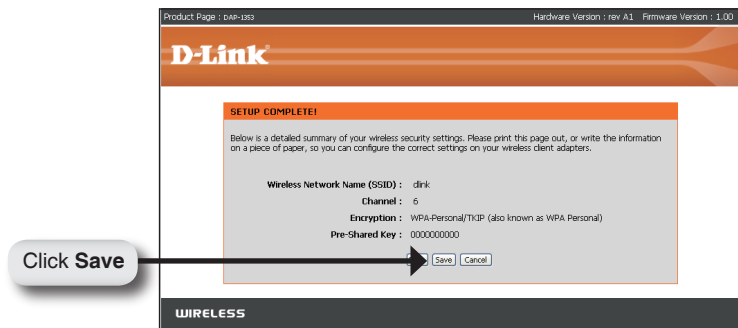 Product Page : DAP-1353 Hardware Version : rev A1 Firmware Version : 1.00
D-Link
SETUP COMPLETE!
Below is a detailed summary of your wireless security settings. Please print this page out, or write the information
on a piece of paper, so you can configure the correct settings on your wireless client adapters.
Wireless Network Name (SSID) : dlink
Channel : 6
Encryption : WPA-Personal/TKIP (also known as WPA Personal)
Pre-Shared Key : 0000000000
Click Save
Save Cancel
WIRELESS